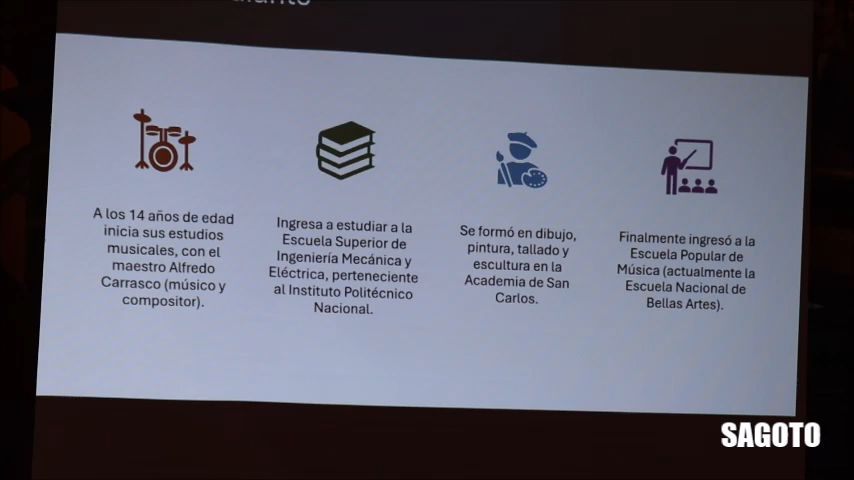 A los 14 años de edad
inicia sus estudios
musicales, con el
maestro Alfredo
Carrasco (músico y
compositor).
Ingresa a estudiar a la
Escuela Superior de
Ingeniería Mecánica y
Eléctrica, perteneciente
al Instituto Politécnico
Nacional.
Se formó en dibujo,
pintura, tallado y
escultura en la
Academia de San
Carlos.
Finalmente ingresó a la
Escuela Popular de
Música (actualmente la
Escuela Nacional de
Bellas Artes).
SAGOTO